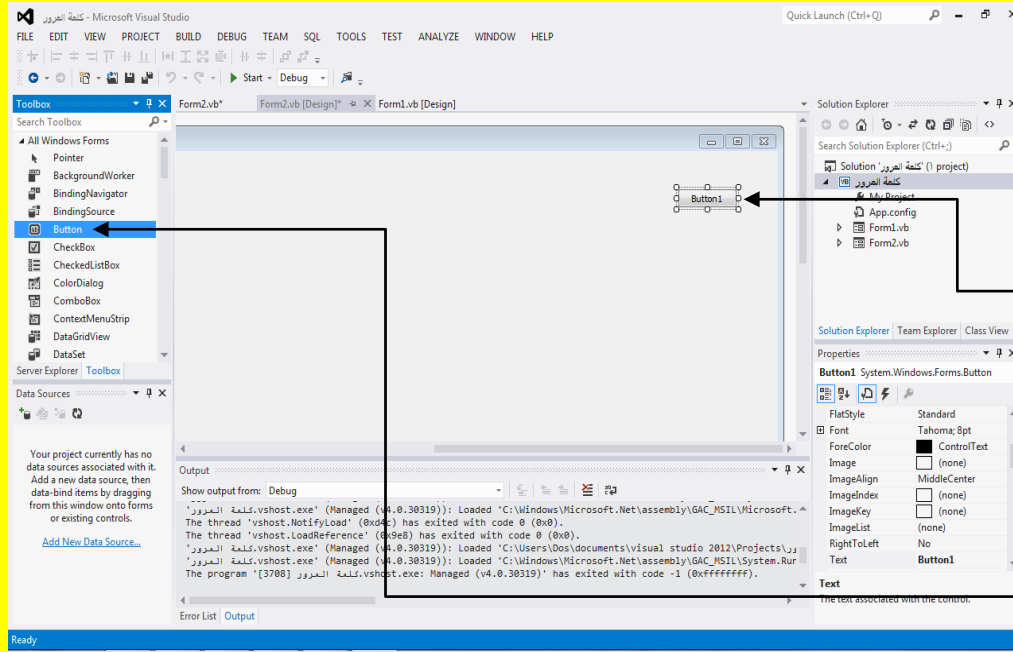 كلمة المرور - Microsoft Visual Studio
Quick Launch (Ctrl+Q)
FILE EDIT VIEW PROJECT BUILD DEBUG TEAM SQL TOOLS TEST ANALYZE WINDOW HELP
Start Debug
Toolbox
Search Toolbox
All Windows Forms
Pointer
BackgroundWorker
BindingNavigator
BindingSource
Button
CheckBox
CheckedListBox
ColorDialog
ComboBox
ContextMenuStrip
DataGridView
DataSet
Server Explorer Toolbox
Data Sources
Your project currently has no
data sources associated with it.
Add a new data source, then
data-bind items by dragging
from this window onto forms
or existing controls.
Add New Data Source...
Form2.vb* Form2.vb [Design]* Form1.vb [Design]
Button1
Output
Show output from: Debug
'كلمة المرور.vshost.exe' (Managed (v4.0.30319)): Loaded 'C:\Windows\Microsoft.Net\assembly\GAC_MSIL\Microsoft.
The thread 'vshost.NotifyLoad' (0xd4c) has exited with code 0 (0x0).
The thread 'vshost.LoadReference' (0x9e8) has exited with code 0 (0x0).
'كلمة المرور.vshost.exe' (Managed (v4.0.30319)): Loaded 'C:\Users\Dos\documents\visual studio 2012\Projects\ور
'كلمة المرور.vshost.exe' (Managed (v4.0.30319)): Loaded 'C:\Windows\Microsoft.Net\assembly\GAC_MSIL\System.Rur
The program '[3708] كلمة المرور.vshost.exe: Managed (v4.0.30319)' has exited with code -1 (0xffffffff).
Error List Output
Solution Explorer
Search Solution Explorer (Ctrl+;)
Solution 'كلمة المرور' (1 project)
كلمة المرور
My Project
App.config
Form1.vb
Form2.vb
Solution Explorer Team Explorer Class View
Properties
Button1 System.Windows.Forms.Button
FlatStyle Standard
Font Tahoma; 8pt
ForeColor ControlText
Image (none)
ImageAlign MiddleCenter
ImageIndex (none)
ImageKey (none)
ImageList (none)
RightToLeft No
Text Button1
Text
The text associated with the control.
Ready